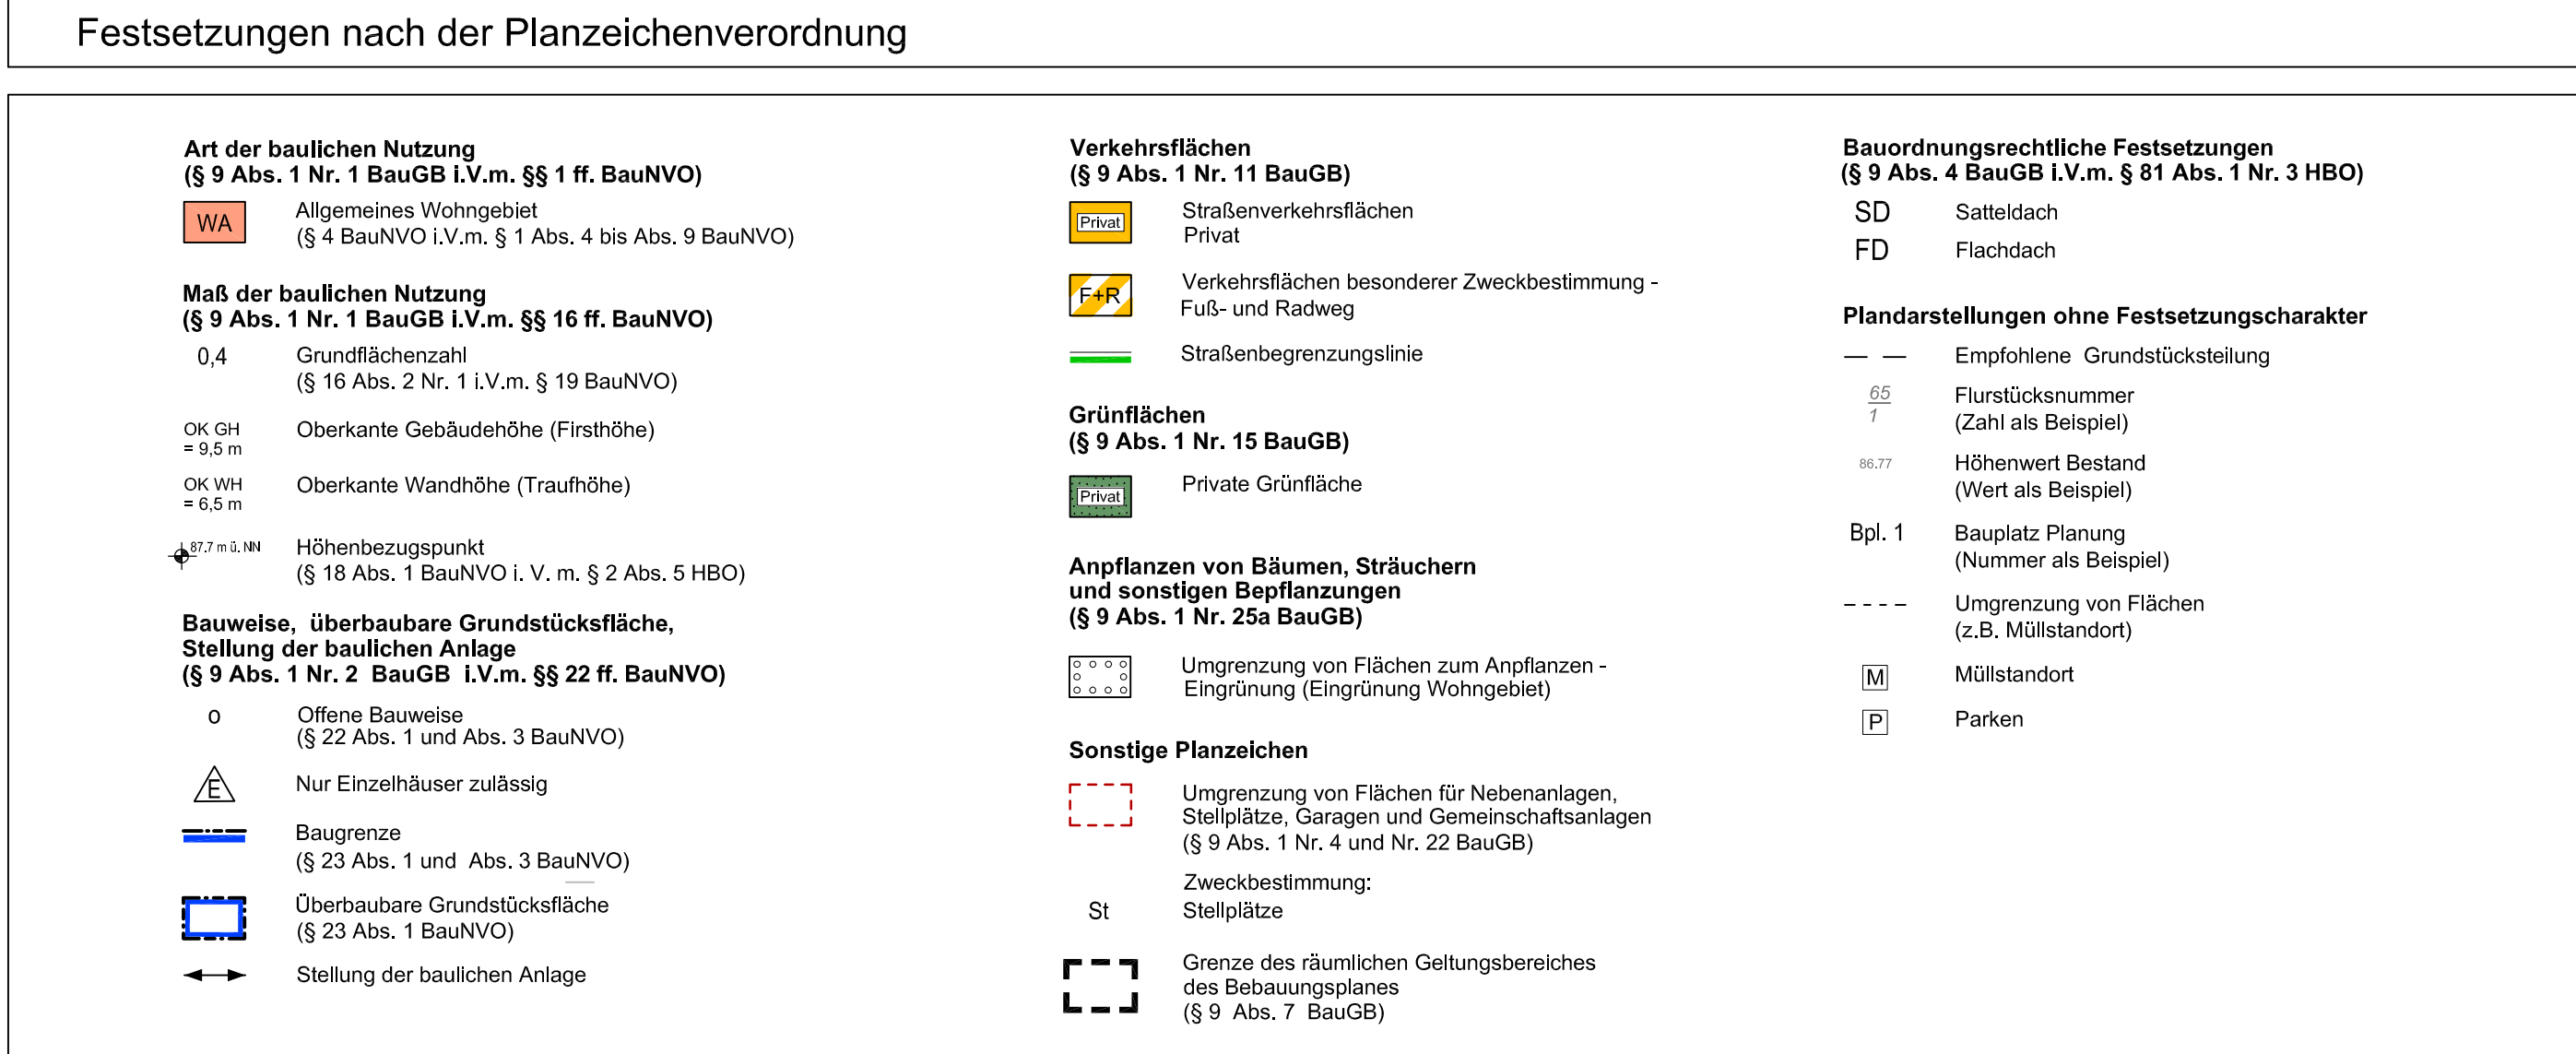 Festsetzungen nach der Planzeichenverordnung
Art der baulichen Nutzung
(§ 9 Abs. 1 Nr. 1 BauGB i.V.m. §§ 1 ff. BauNVO)
WA
Allgemeines Wohngebiet
(§ 4 BauNVO i.V.m. § 1 Abs. 4 bis Abs. 9 BauNVO)
Maß der baulichen Nutzung
(§ 9 Abs. 1 Nr. 1 BauGB i.V.m. §§ 16 ff. BauNVO)
0,4
Grundflächenzahl
(§ 16 Abs. 2 Nr. 1 i.V.m. § 19 BauNVO)
OK GH
= 9,5 m
Oberkante Gebäudehöhe (Firsthöhe)
OK WH
= 6,5 m
Oberkante Wandhöhe (Traufhöhe)
87.7 m ü. NN
Höhenbezugspunkt
(§ 18 Abs. 1 BauNVO i. V. m. § 2 Abs. 5 HBO)
Bauweise, überbaubare Grundstücksfläche,
Stellung der baulichen Anlage
(§ 9 Abs. 1 Nr. 2 BauGB i.V.m. §§ 22 ff. BauNVO)
o
Offene Bauweise
(§ 22 Abs. 1 und Abs. 3 BauNVO)
E
Nur Einzelhäuser zulässig
Baugrenze
(§ 23 Abs. 1 und Abs. 3 BauNVO)
Überbaubare Grundstücksfläche
(§ 23 Abs. 1 BauNVO)
Stellung der baulichen Anlage
Verkehrsflächen
(§ 9 Abs. 1 Nr. 11 BauGB)
Privat
Straßenverkehrsflächen
Privat
F+R
Verkehrsflächen besonderer Zweckbestimmung -
Fuß- und Radweg
Straßenbegrenzungslinie
Grünflächen
(§ 9 Abs. 1 Nr. 15 BauGB)
Privat
Private Grünfläche
Anpflanzen von Bäumen, Sträuchern
und sonstigen Bepflanzungen
(§ 9 Abs. 1 Nr. 25a BauGB)
Umgrenzung von Flächen zum Anpflanzen -
Eingrünung (Eingrünung Wohngebiet)
Sonstige Planzeichen
Umgrenzung von Flächen für Nebenanlagen,
Stellplätze, Garagen und Gemeinschaftsanlagen
(§ 9 Abs. 1 Nr. 4 und Nr. 22 BauGB)
Zweckbestimmung:
St
Stellplätze
Grenze des räumlichen Geltungsbereiches
des Bebauungsplanes
(§ 9 Abs. 7 BauGB)
Bauordnungsrechtliche Festsetzungen
(§ 9 Abs. 4 BauGB i.V.m. § 81 Abs. 1 Nr. 3 HBO)
SD
Satteldach
FD
Flachdach
Plandarstellungen ohne Festsetzungscharakter
Empfohlene Grundstücksteilung
65
1
Flurstücksnummer
(Zahl als Beispiel)
86.77
Höhenwert Bestand
(Wert als Beispiel)
Bpl. 1
Bauplatz Planung
(Nummer als Beispiel)
Umgrenzung von Flächen
(z.B. Müllstandort)
M
Müllstandort
P
Parken